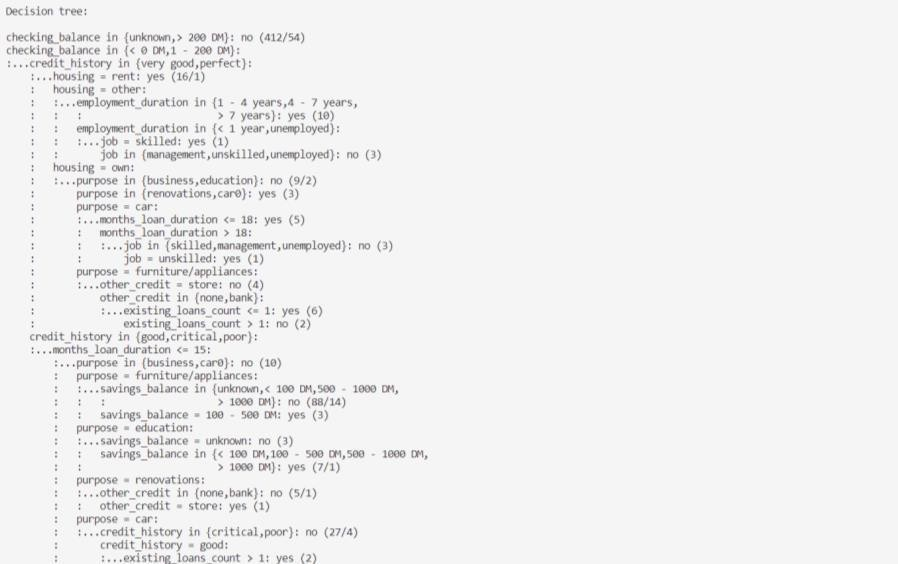 Decision tree:

checking_balance in {unknown,> 200 DM}: no (412/54)
checking_balance in {< 0 DM,1 - 200 DM}:
:...credit_history in {very good,perfect}:
    :...housing = rent: yes (16/1)
    :   housing = other:
    :   :...employment_duration in {1 - 4 years,4 - 7 years,
    :   :   :                       > 7 years}: yes (10)
    :   :   employment_duration in {< 1 year,unemployed}:
    :   :   :...job = skilled: yes (1)
    :   :       job in {management,unskilled,unemployed}: no (3)
    :   housing = own:
    :   :...purpose in {business,education}: no (9/2)
    :       purpose in {renovations,car0}: yes (3)
    :       purpose = car:
    :       :...months_loan_duration <= 18: yes (5)
    :       :   months_loan_duration > 18:
    :       :   :...job in {skilled,management,unemployed}: no (3)
    :       :       job = unskilled: yes (1)
    :       purpose = furniture/appliances:
    :       :...other_credit = store: no (4)
    :           other_credit in {none,bank}:
    :           :...existing_loans_count <= 1: yes (6)
    :               existing_loans_count > 1: no (2)
    credit_history in {good,critical,poor}:
    :...months_loan_duration <= 15:
        :...purpose in {business,car0}: no (10)
        :   purpose = furniture/appliances:
        :   :...savings_balance in {unknown,< 100 DM,500 - 1000 DM,
        :   :   :                   > 1000 DM}: no (88/14)
        :   :   savings_balance = 100 - 500 DM: yes (3)
        :   purpose = education:
        :   :...savings_balance = unknown: no (3)
        :   :   savings_balance in {< 100 DM,100 - 500 DM,500 - 1000 DM,
        :   :                       > 1000 DM}: yes (7/1)
        :   purpose = renovations:
        :   :...other_credit in {none,bank}: no (5/1)
        :   :   other_credit = store: yes (1)
        :   purpose = car:
        :   :...credit_history in {critical,poor}: no (27/4)
        :       credit_history = good:
        :       :...existing_loans_count > 1: yes (2)